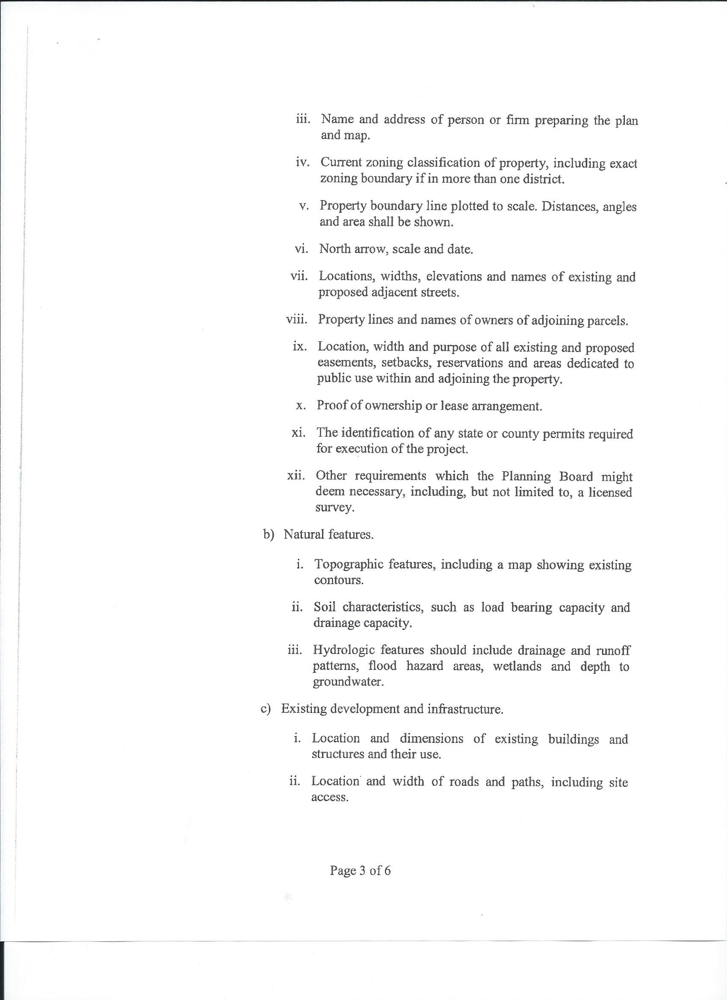 iii. Name and address of person or firm preparing the plan
and map.
iv. Current zoning classification of property, including exact
zoning boundary if in more than one district.
v. Property boundary line plotted to scale. Distances, angles
and area shall be shown.
vi. North arrow, scale and date.
vii. Locations, widths, elevations and names of existing and
proposed adjacent streets.
viii. Property lines and names of owners of adjoining parcels.
ix. Location, width and purpose of all existing and proposed
easements, setbacks, reservations and areas dedicated to
public use within and adjoining the property.
x. Proof of ownership or lease arrangement.
xi. The identification of any state or county permits required
for execution of the project.
xii. Other requirements which the Planning Board might
deem necessary, including, but not limited to, a licensed
survey.
b) Natural features.
i. Topographic features, including a map showing existing
contours.
ii. Soil characteristics, such as load bearing capacity and
drainage capacity.
iii. Hydrologic features should include drainage and runoff
patterns, flood hazard areas, wetlands and depth to
groundwater.
c) Existing development and infrastructure.
i. Location and dimensions of existing buildings and
structures and their use.
ii. Location and width of roads and paths, including site
access.
Page 3 of 6